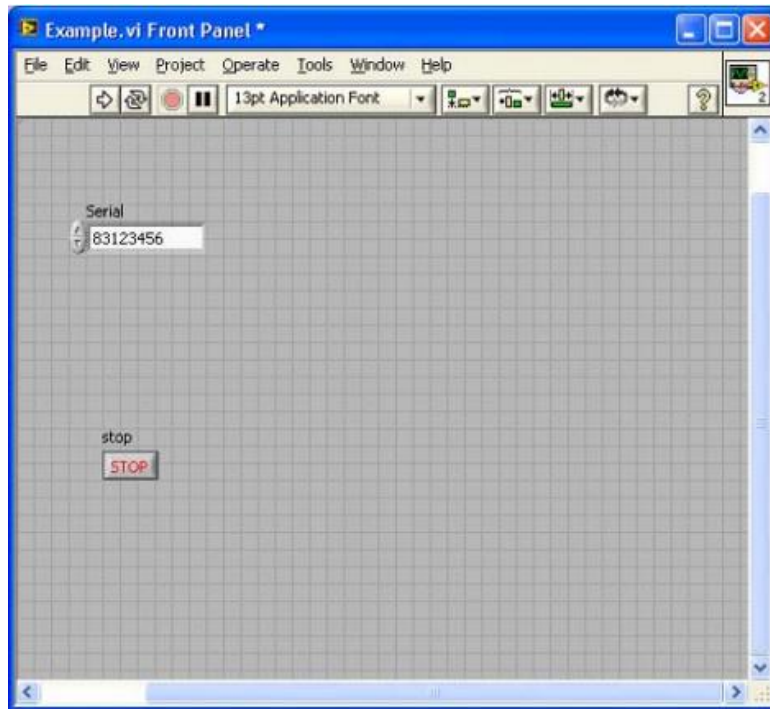 Example.vi Front Panel *
File Edit View Project Operate Tools Window Help
13pt Application Font
2
Serial
83123456
stop
STOP